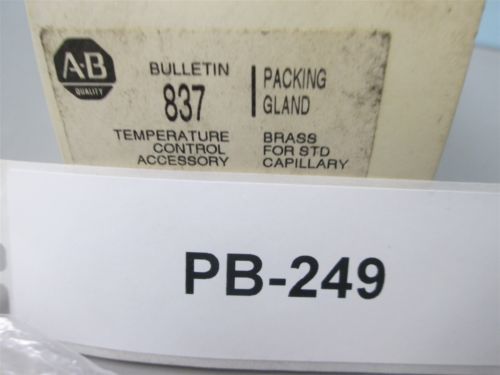 A-B
QUALITY
BULLETIN
837
PACKING
GLAND
TEMPERATURE
CONTROL
ACCESSORY
BRASS
FOR STD
CAPILLARY
PB-249